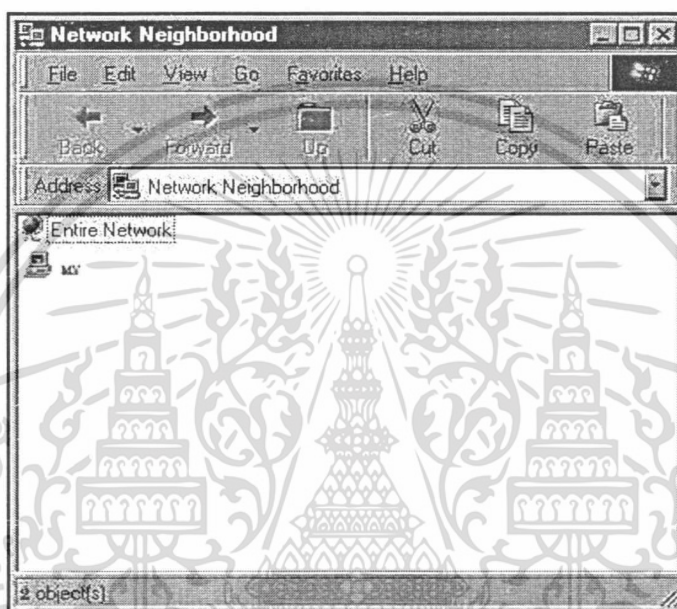 Network Neighborhood
File Edit View Go Favorites Help
Back Forward Up Cut Copy Paste
Address Network Neighborhood
Entire Network
MY
2 object(s)